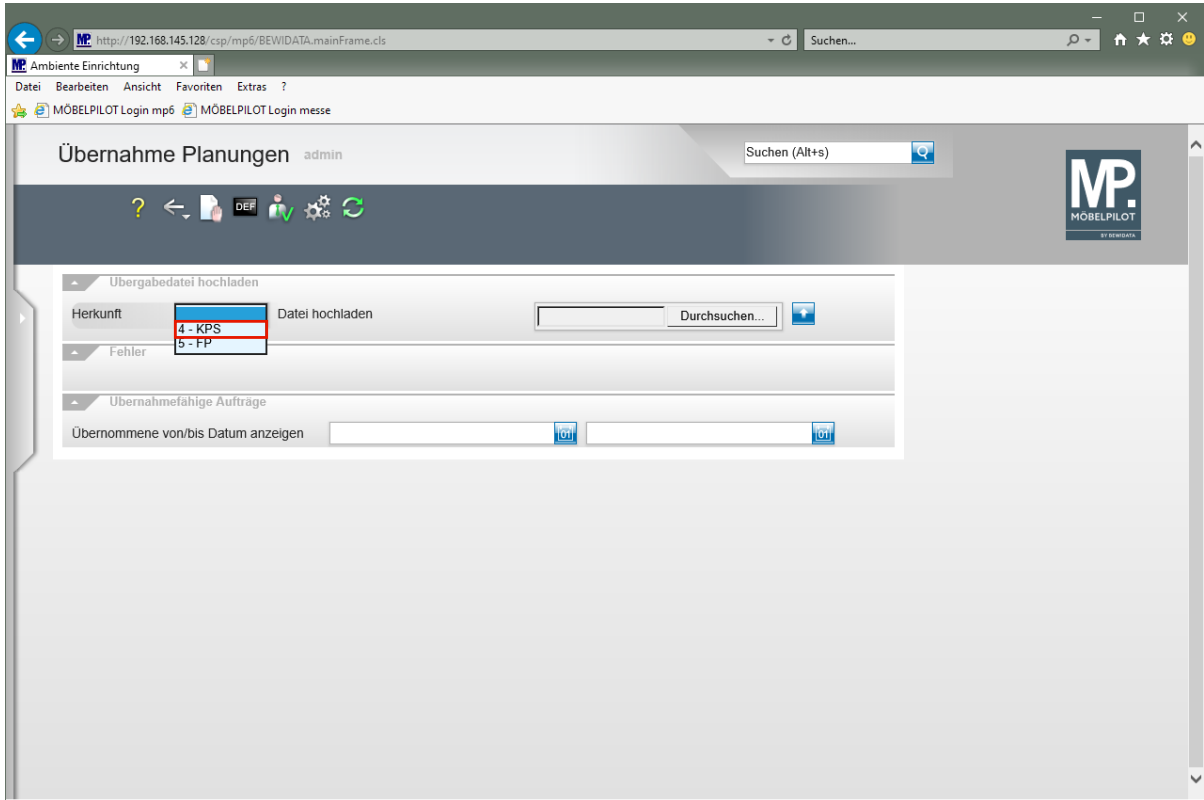 http://192.168.145.128/csp/mp6/BEWIDATA.mainFrame.cls
Suchen...
MP. Ambiente Einrichtung
Datei Bearbeiten Ansicht Favoriten Extras ?
MÖBELPILOT Login mp6 MÖBELPILOT Login messe
Übernahme Planungen admin
Suchen (Alt+s)
MP.
MÖBELPILOT
BY BEWIDATA
? DEF
Übergabedatei hochladen
Herkunft Datei hochladen Durchsuchen...
4 - KPS
5 - FP
Fehler
Übernahmefähige Aufträge
Übernommene von/bis Datum anzeigen